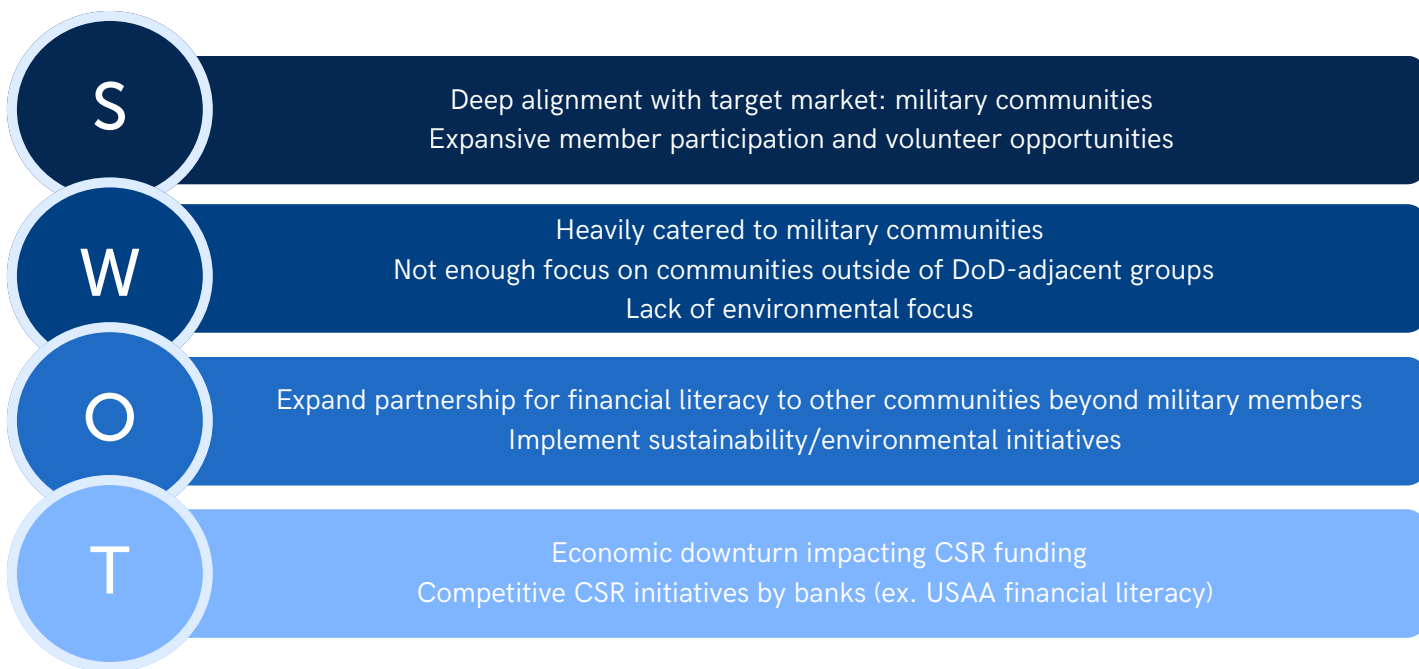 S
Deep alignment with target market: military communities
Expansive member participation and volunteer opportunities
W
Heavily catered to military communities
Not enough focus on communities outside of DoD-adjacent groups
Lack of environmental focus
O
Expand partnership for financial literacy to other communities beyond military members
Implement sustainability/environmental initiatives
T
Economic downturn impacting CSR funding
Competitive CSR initiatives by banks (ex. USAA financial literacy)